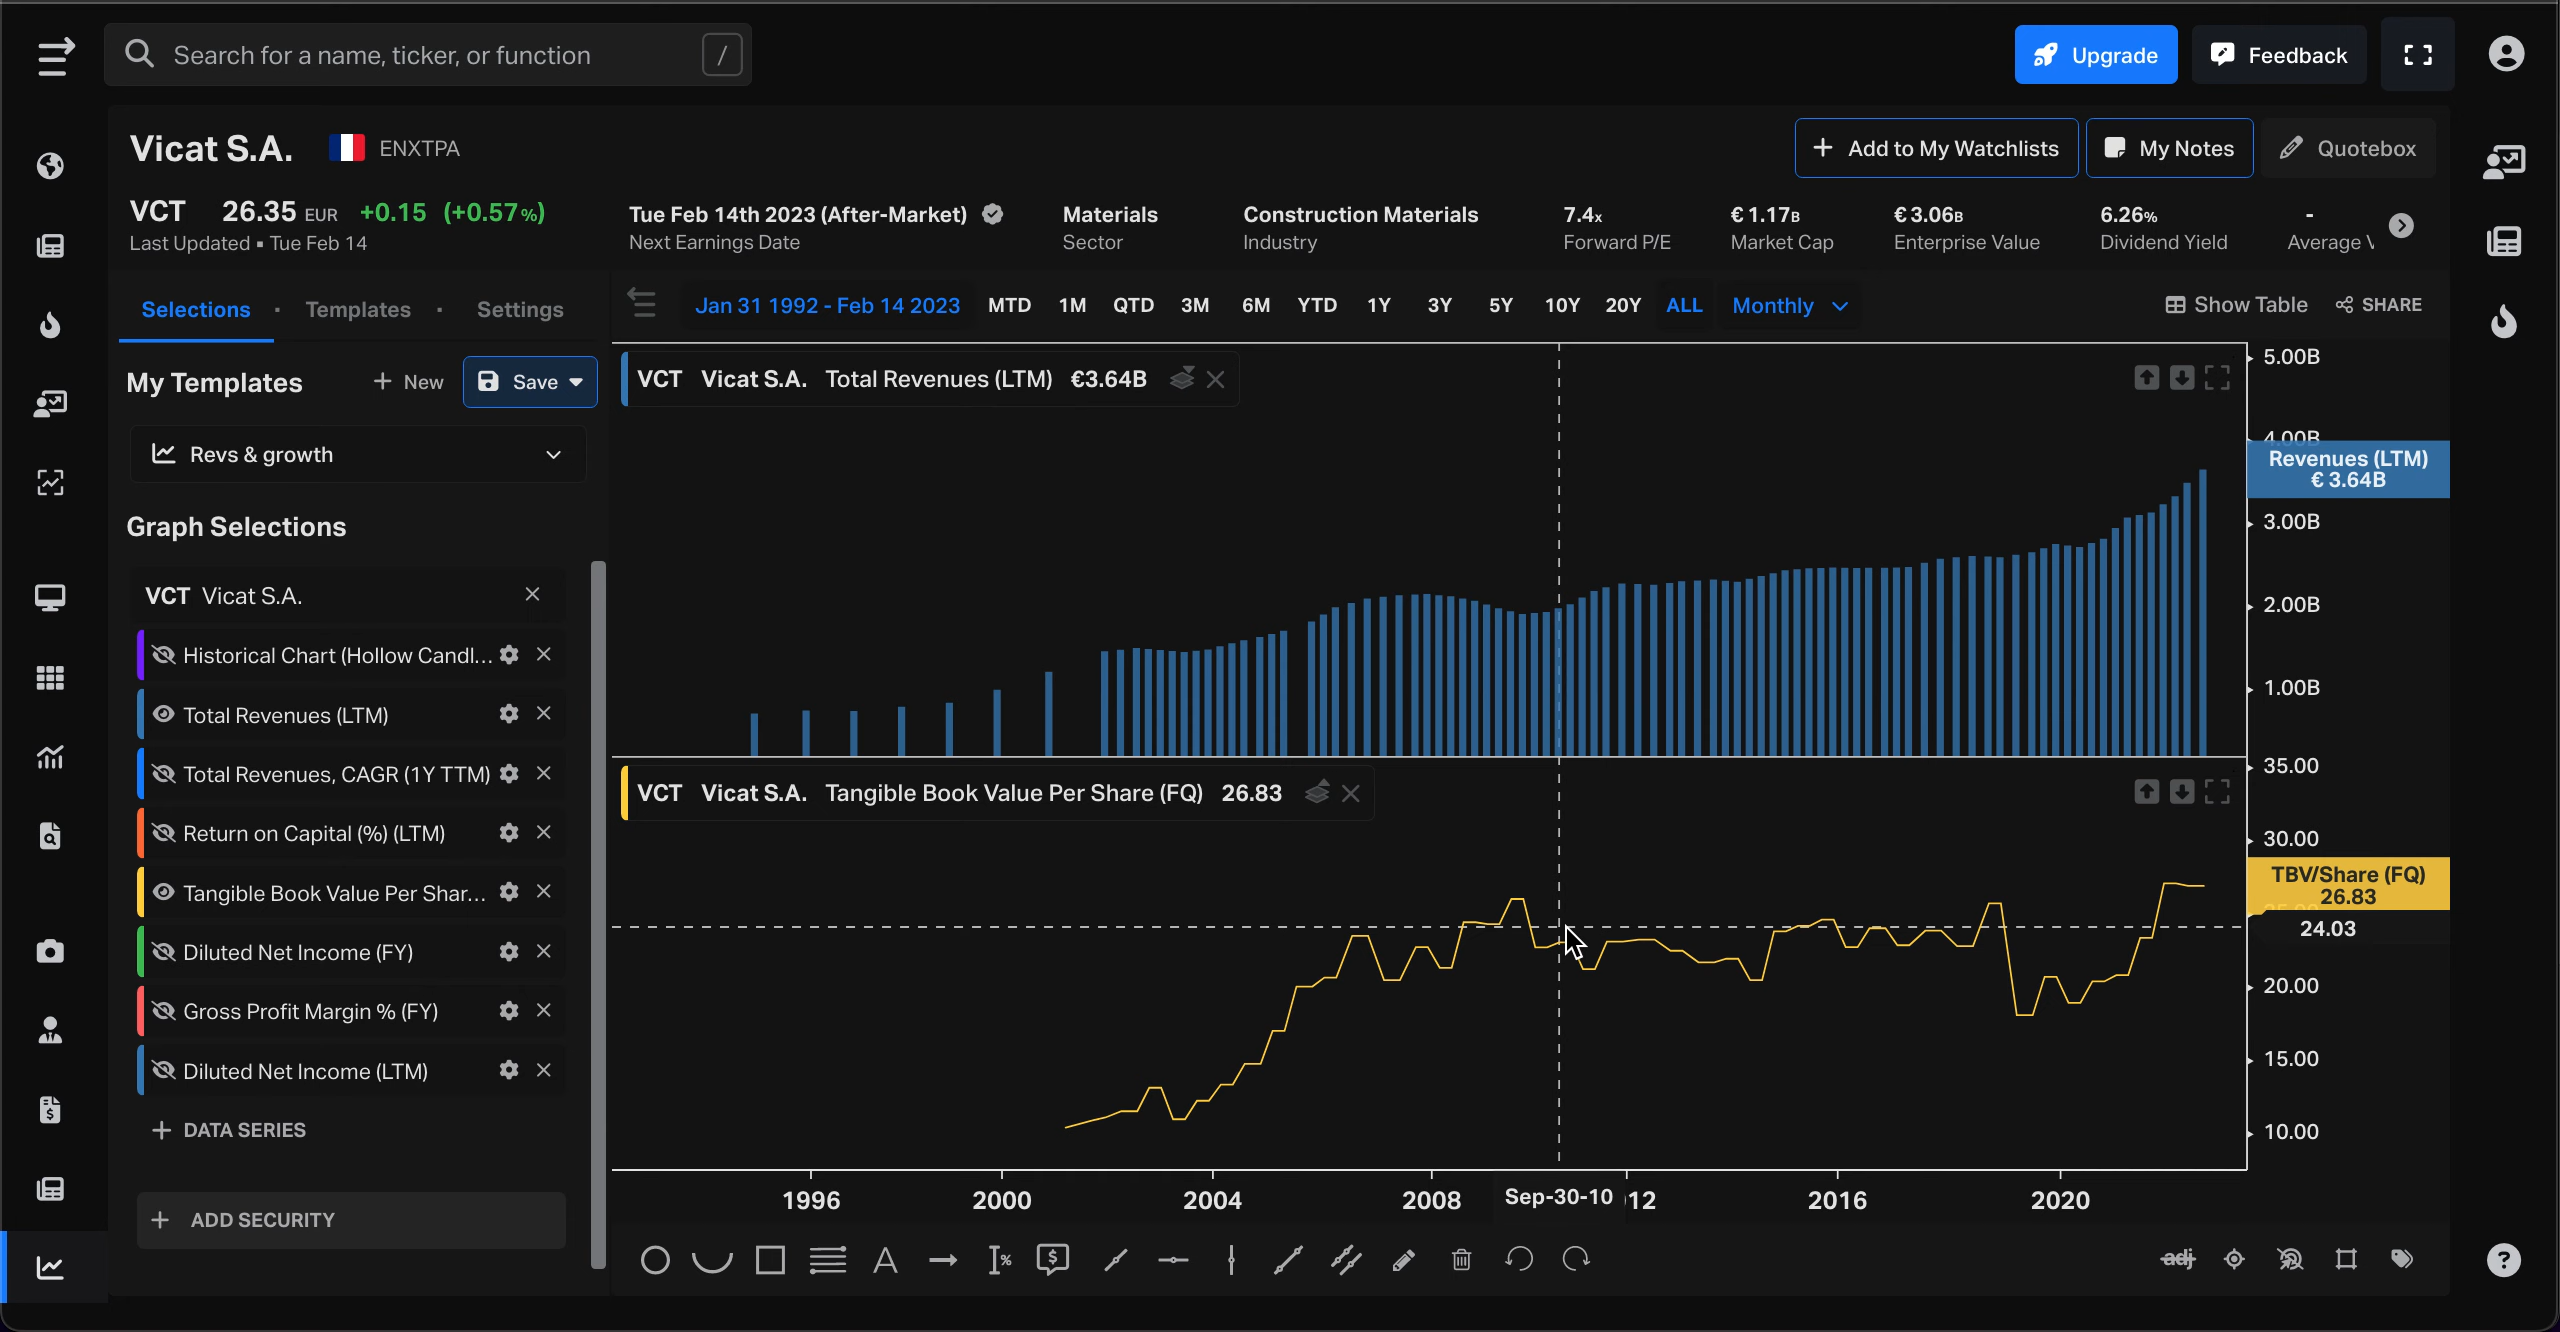 Search for a name, ticker, or function /
Upgrade
Feedback
Vicat S.A. ENXTPA
+ Add to My Watchlists
My Notes
Quotebox
VCT 26.35 EUR +0.15 (+0.57%)
Last Updated ▪ Tue Feb 14
Tue Feb 14th 2023 (After-Market)
Next Earnings Date
Materials
Sector
Construction Materials
Industry
7.4x
Forward P/E
€ 1.17B
Market Cap
€ 3.06B
Enterprise Value
6.26%
Dividend Yield
-
Average
Selections · Templates · Settings
Jan 31 1992 - Feb 14 2023 MTD 1M QTD 3M 6M YTD 1Y 3Y 5Y 10Y 20Y ALL Monthly
Show Table SHARE
My Templates + New Save
Revs & growth
Graph Selections
VCT Vicat S.A.
Historical Chart (Hollow Candl...
Total Revenues (LTM)
Total Revenues, CAGR (1Y TTM)
Return on Capital (%) (LTM)
Tangible Book Value Per Shar...
Diluted Net Income (FY)
Gross Profit Margin % (FY)
Diluted Net Income (LTM)
+ DATA SERIES
+ ADD SECURITY
VCT Vicat S.A. Total Revenues (LTM) €3.64B
5.00B
4.00B
Revenues (LTM)
€ 3.64B
3.00B
2.00B
1.00B
VCT Vicat S.A. Tangible Book Value Per Share (FQ) 26.83
35.00
30.00
TBV/Share (FQ)
26.83
25.00
24.03
20.00
15.00
10.00
1996 2000 2004 2008 Sep-30-10 12 2016 2020
A
%
$
adj
?